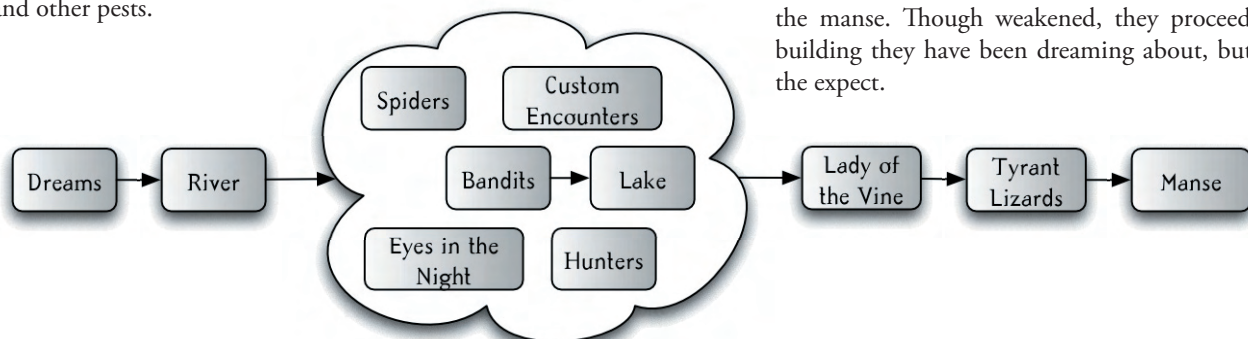 and other pests.
the manse. Though weakened, they proceed
building they have been dreaming about, but
the expect.
Dreams
River
Spiders
Custom
Encounters
Bandits
Lake
Eyes in the
Night
Hunters
Lady of
the Vine
Tyrant
Lizards
Manse